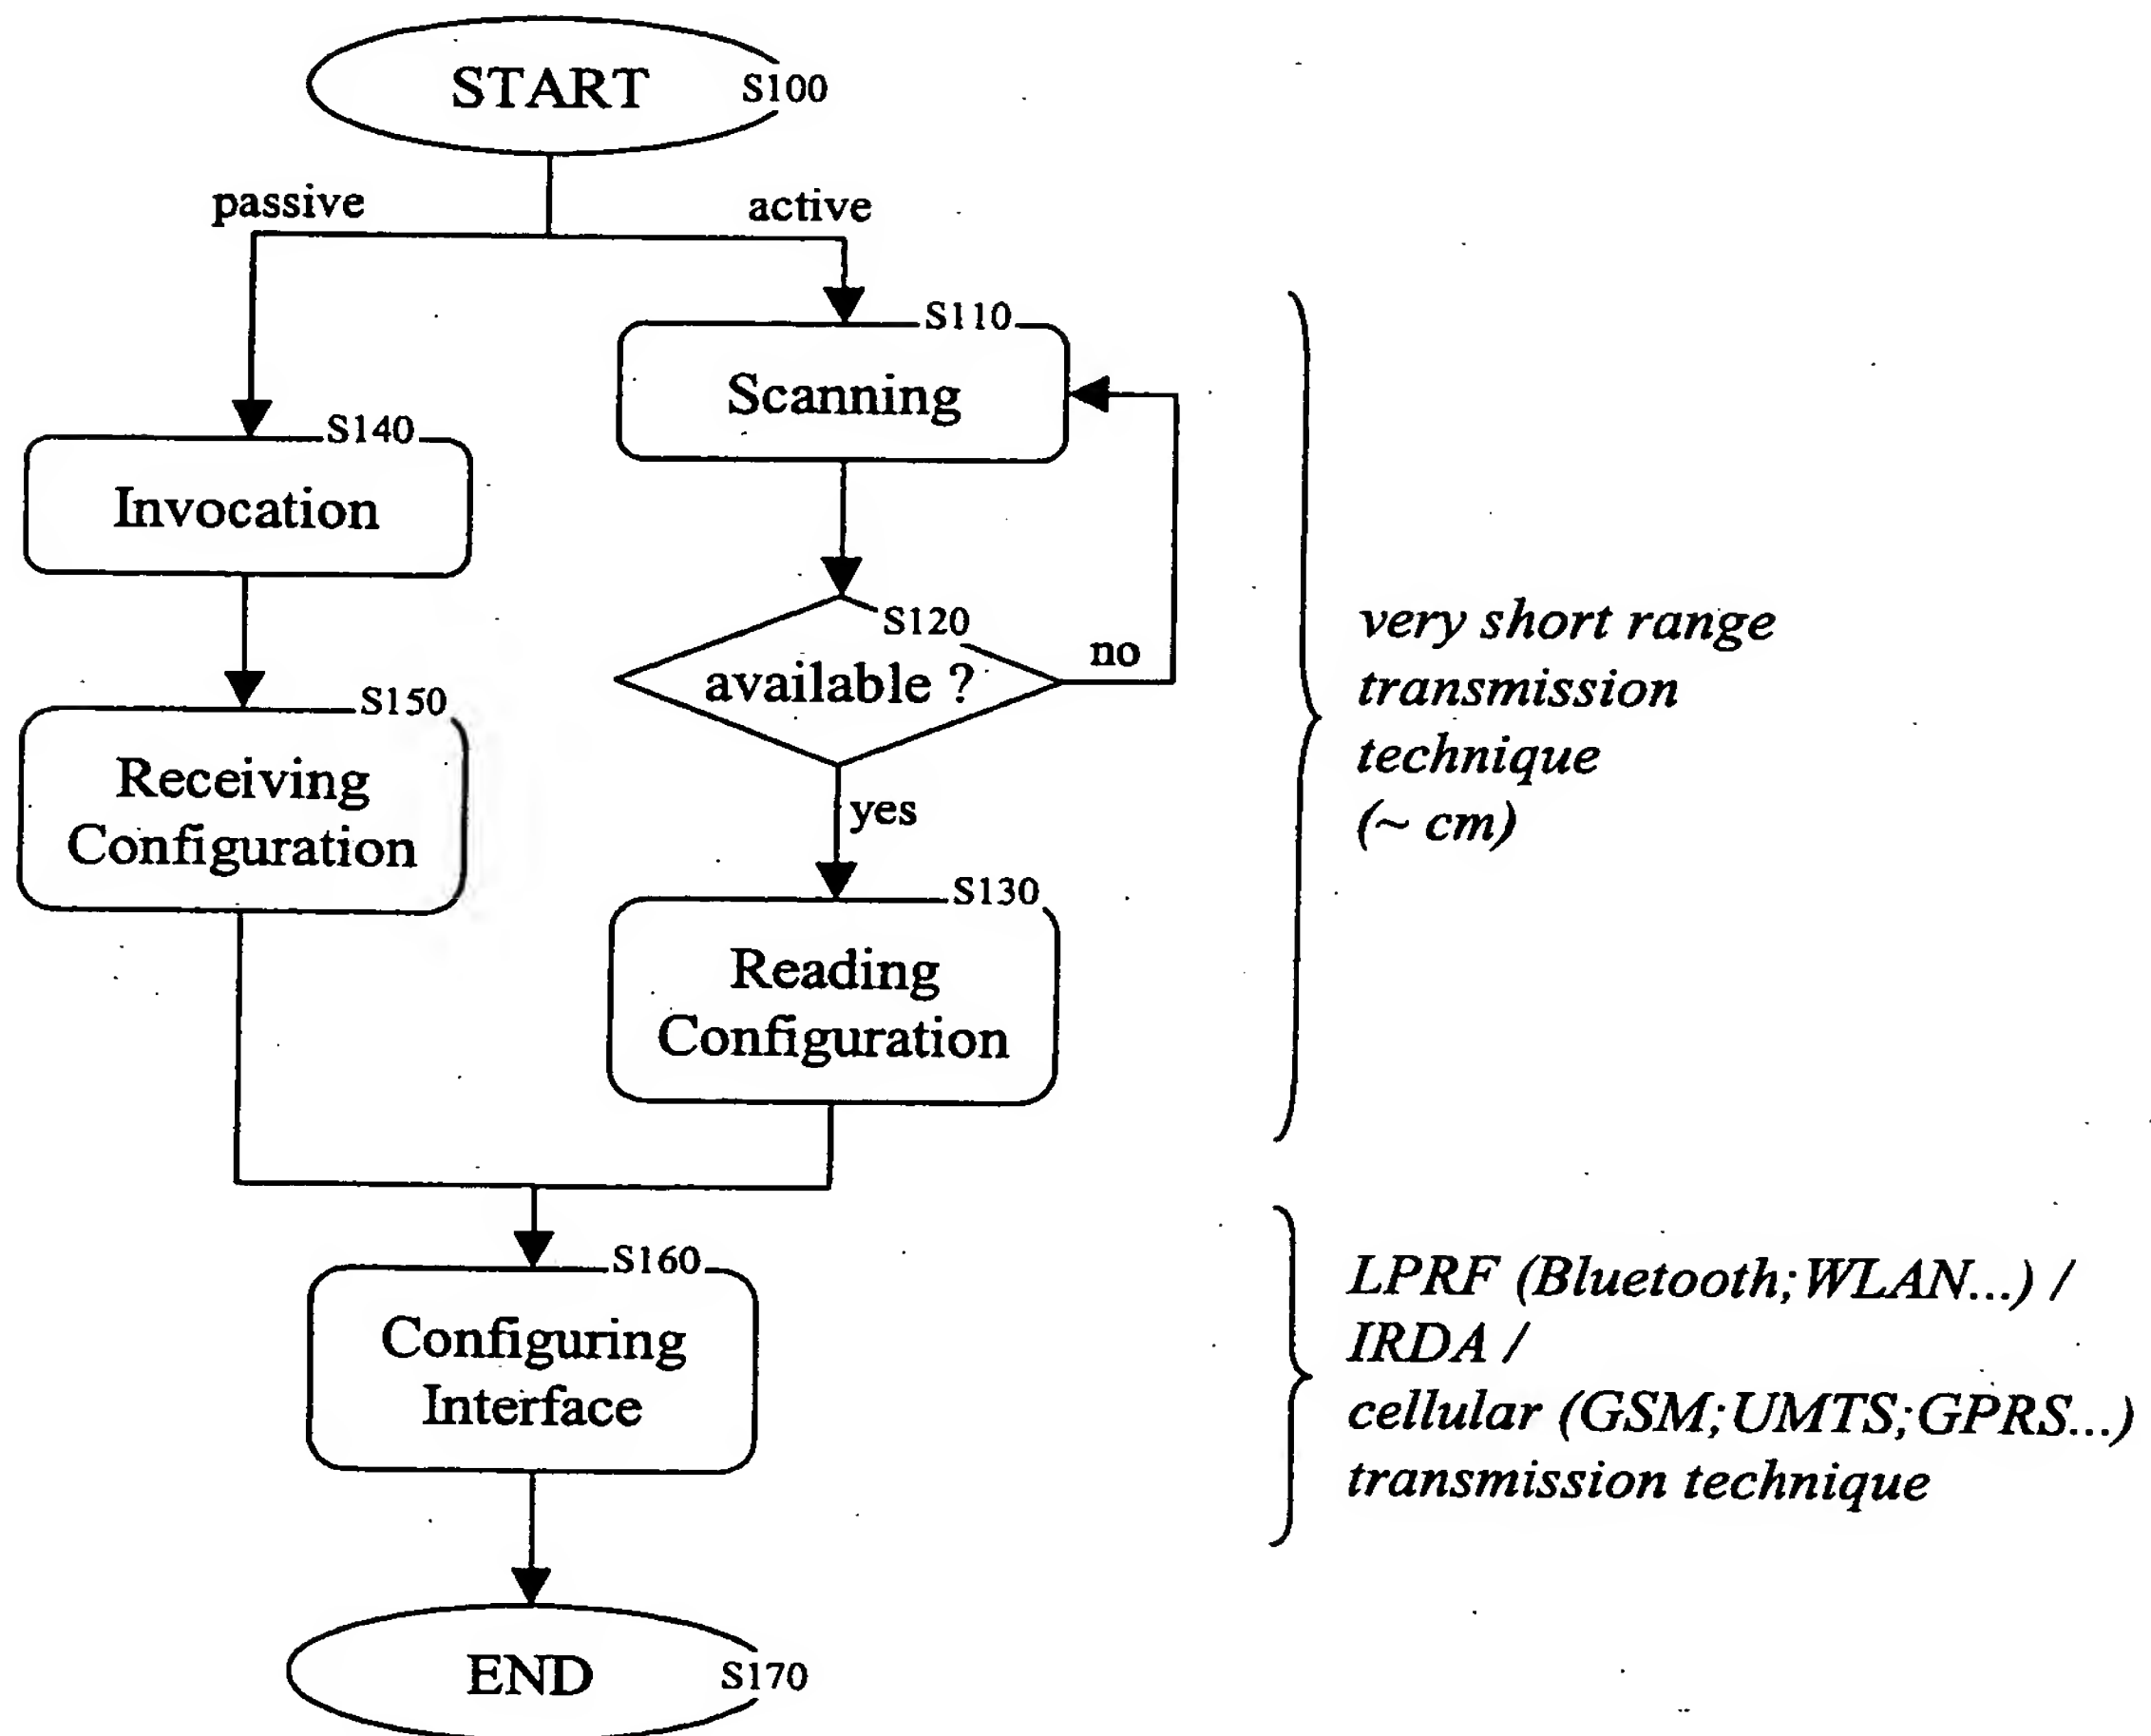 START S100
passive
active
S110
Scanning
S140
Invocation
S120
available ?
no
yes
S150
Receiving
Configuration
S130
Reading
Configuration
very short range
transmission
technique
(~ cm)
S160
Configuring
Interface
LPRF (Bluetooth;WLAN...) /
IRDA /
cellular (GSM;UMTS;GPRS...)
transmission technique
END S170